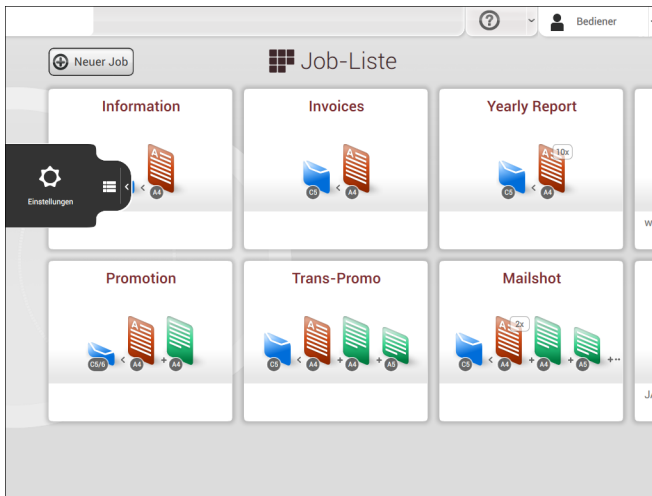 ? Bediener
Neuer Job
Job-Liste
Information
Invoices
Yearly Report
A
A4
A
C5 < A4
A 10x
C5 < A4
Einstellungen
W
Promotion
Trans-Promo
Mailshot
A
C5/6 < A4 + A4
A
C5 < A4 + A4 + A5
A 2x
C5 < A4 + A4 + A5 +••